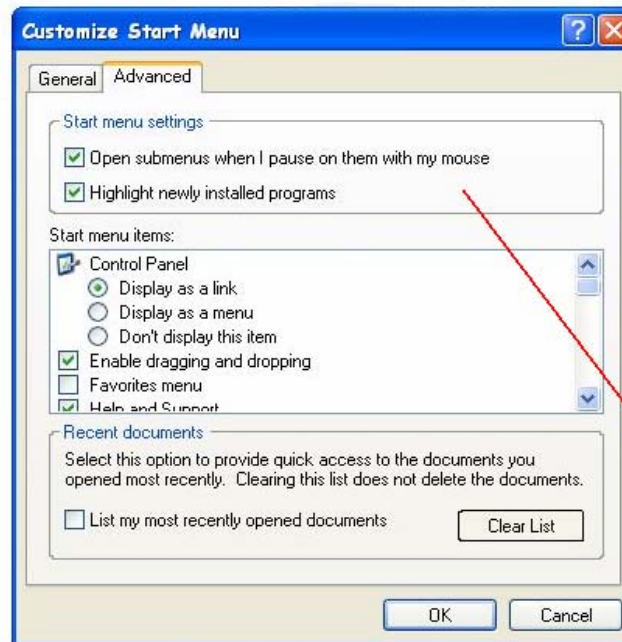 Customize Start Menu
General Advanced
Start menu settings
Open submenus when I pause on them with my mouse
Highlight newly installed programs
Start menu items:
Control Panel
Display as a link
Display as a menu
Don't display this item
Enable dragging and dropping
Favorites menu
Help and Support
Recent documents
Select this option to provide quick access to the documents you
opened most recently. Clearing this list does not delete the documents.
List my most recently opened documents
Clear List
OK Cancel